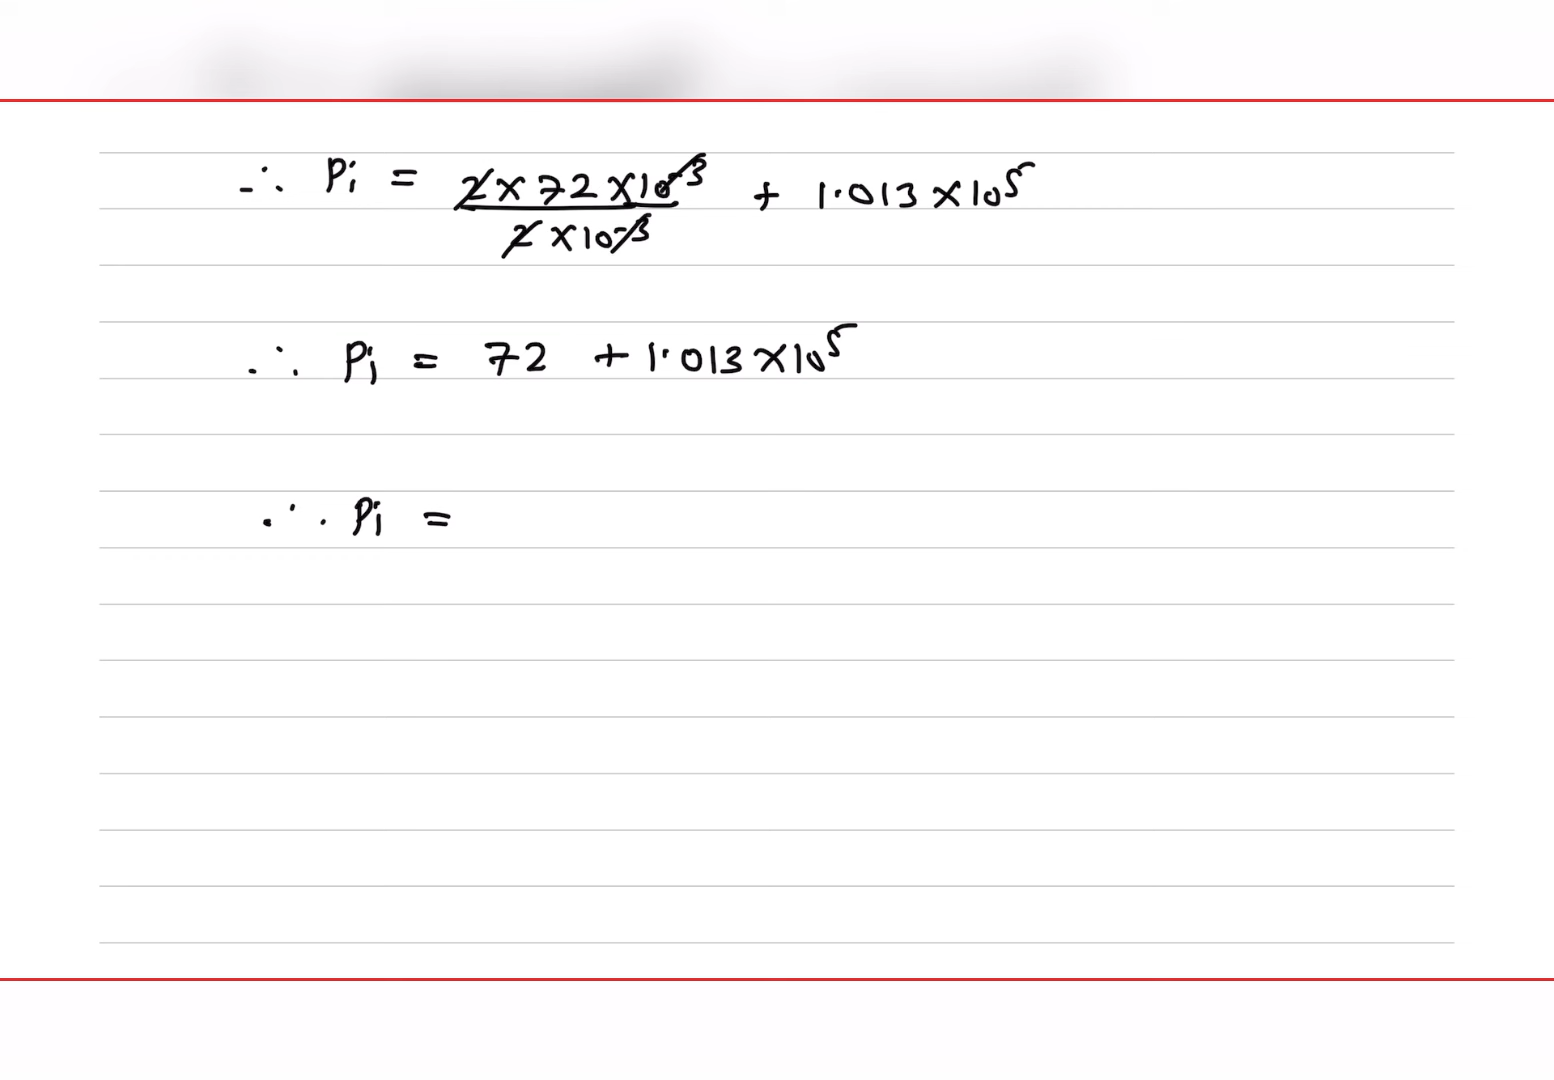 ∴ Pi = 2 × 72 × 10⁻³ / 2 × 10⁻³ + 1.013 × 10⁵
∴ Pi = 72 + 1.013 × 10⁵
∴ Pi =